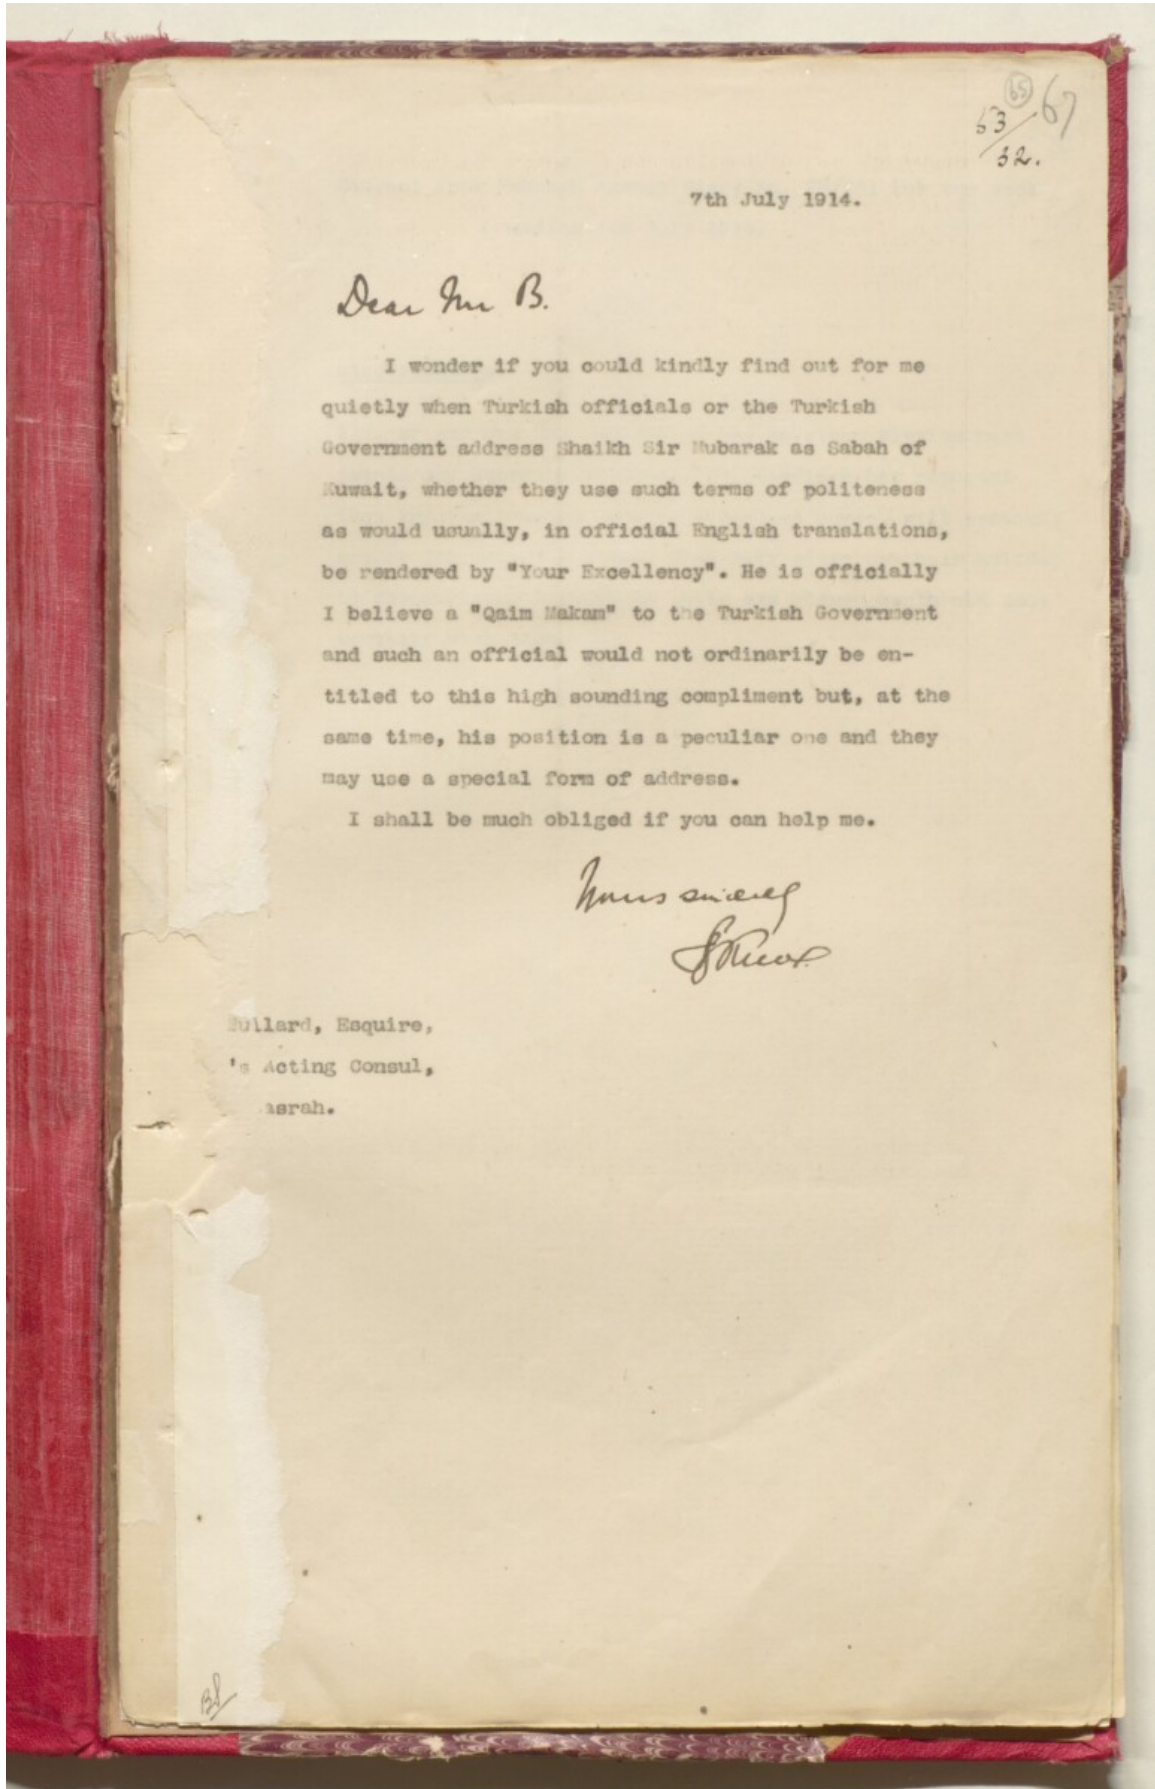 65
53/32.
67
7th July 1914.
Dear Mr B.
I wonder if you could kindly find out for me
quietly when Turkish officials or the Turkish
Government address Shaikh Sir Mubarak as Sabah of
Kuwait, whether they use such terms of politeness
as would usually, in official English translations,
be rendered by "Your Excellency". He is officially
I believe a "Qaim Makam" to the Turkish Government
and such an official would not ordinarily be en-
titled to this high sounding compliment but, at the
same time, his position is a peculiar one and they
may use a special form of address.
I shall be much obliged if you can help me.
Yours sincerely
SKnox.
ullard, Esquire,
's Acting Consul,
asrah.